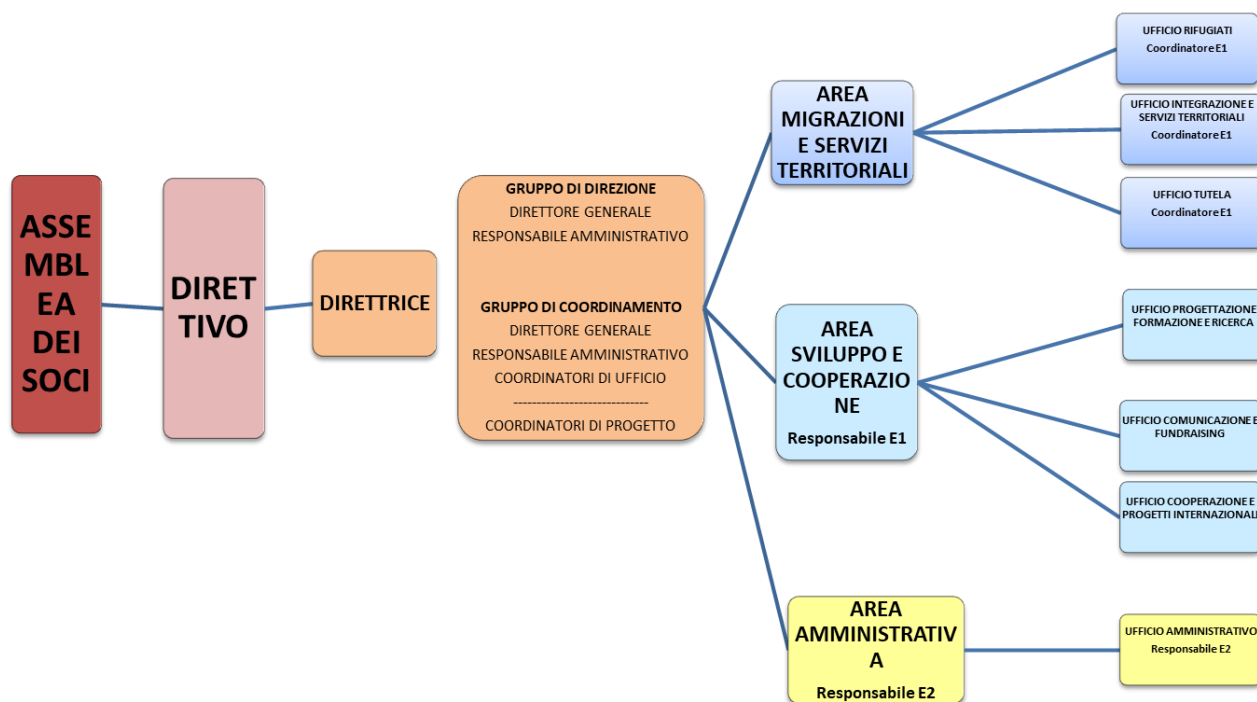 ASSE
MBL
EA
DEI
SOCI
DIRET
TIVO
DIRETTRICE
GRUPPO DI DIREZIONE
DIRETTORE GENERALE
RESPONSABILE AMMINISTRATIVO
GRUPPO DI COORDINAMENTO
DIRETTORE GENERALE
RESPONSABILE AMMINISTRATIVO
COORDINATORI DI UFFICIO
------------------------------
COORDINATORI DI PROGETTO
AREA
MIGRAZIONI
E SERVIZI
TERRITORIALI
UFFICIO RIFUGIATI
Coordinatore E1
UFFICIO INTEGRAZIONE E
SERVIZI TERRITORIALI
Coordinatore E1
UFFICIO TUTELA
Coordinatore E1
AREA
SVILUPPO E
COOPERAZIO
NE
Responsabile E1
UFFICIO PROGETTAZIONE
FORMAZIONE E RICERCA
UFFICIO COMUNICAZIONE E
FUNDRAISING
UFFICIO COOPERAZIONE E
PROGETTI INTERNAZIONALI
AREA
AMMINISTRATIV
A
Responsabile E2
UFFICIO AMMINISTRATIVO
Responsabile E2